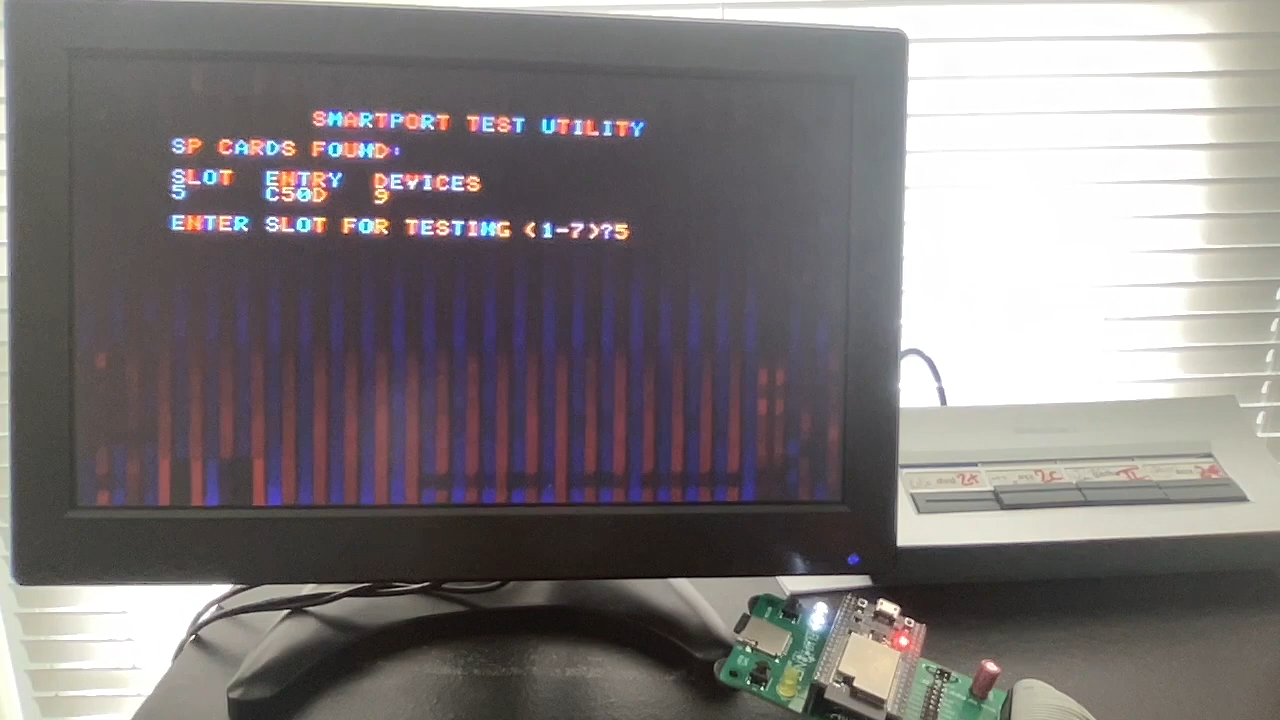 SMARTPORT TEST UTILITY
SP CARDS FOUND:
SLOT ENTRY DEVICES
5 C50D 9
ENTER SLOT FOR TESTING (1-7)?5